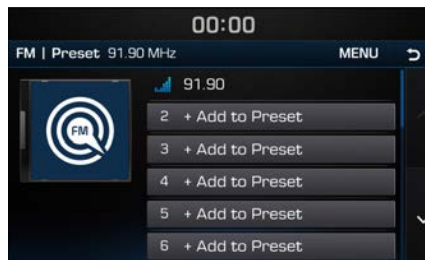 00:00
FM | Preset 91.90 MHz MENU
91.90
FM
2 + Add to Preset
3 + Add to Preset
4 + Add to Preset
5 + Add to Preset
6 + Add to Preset